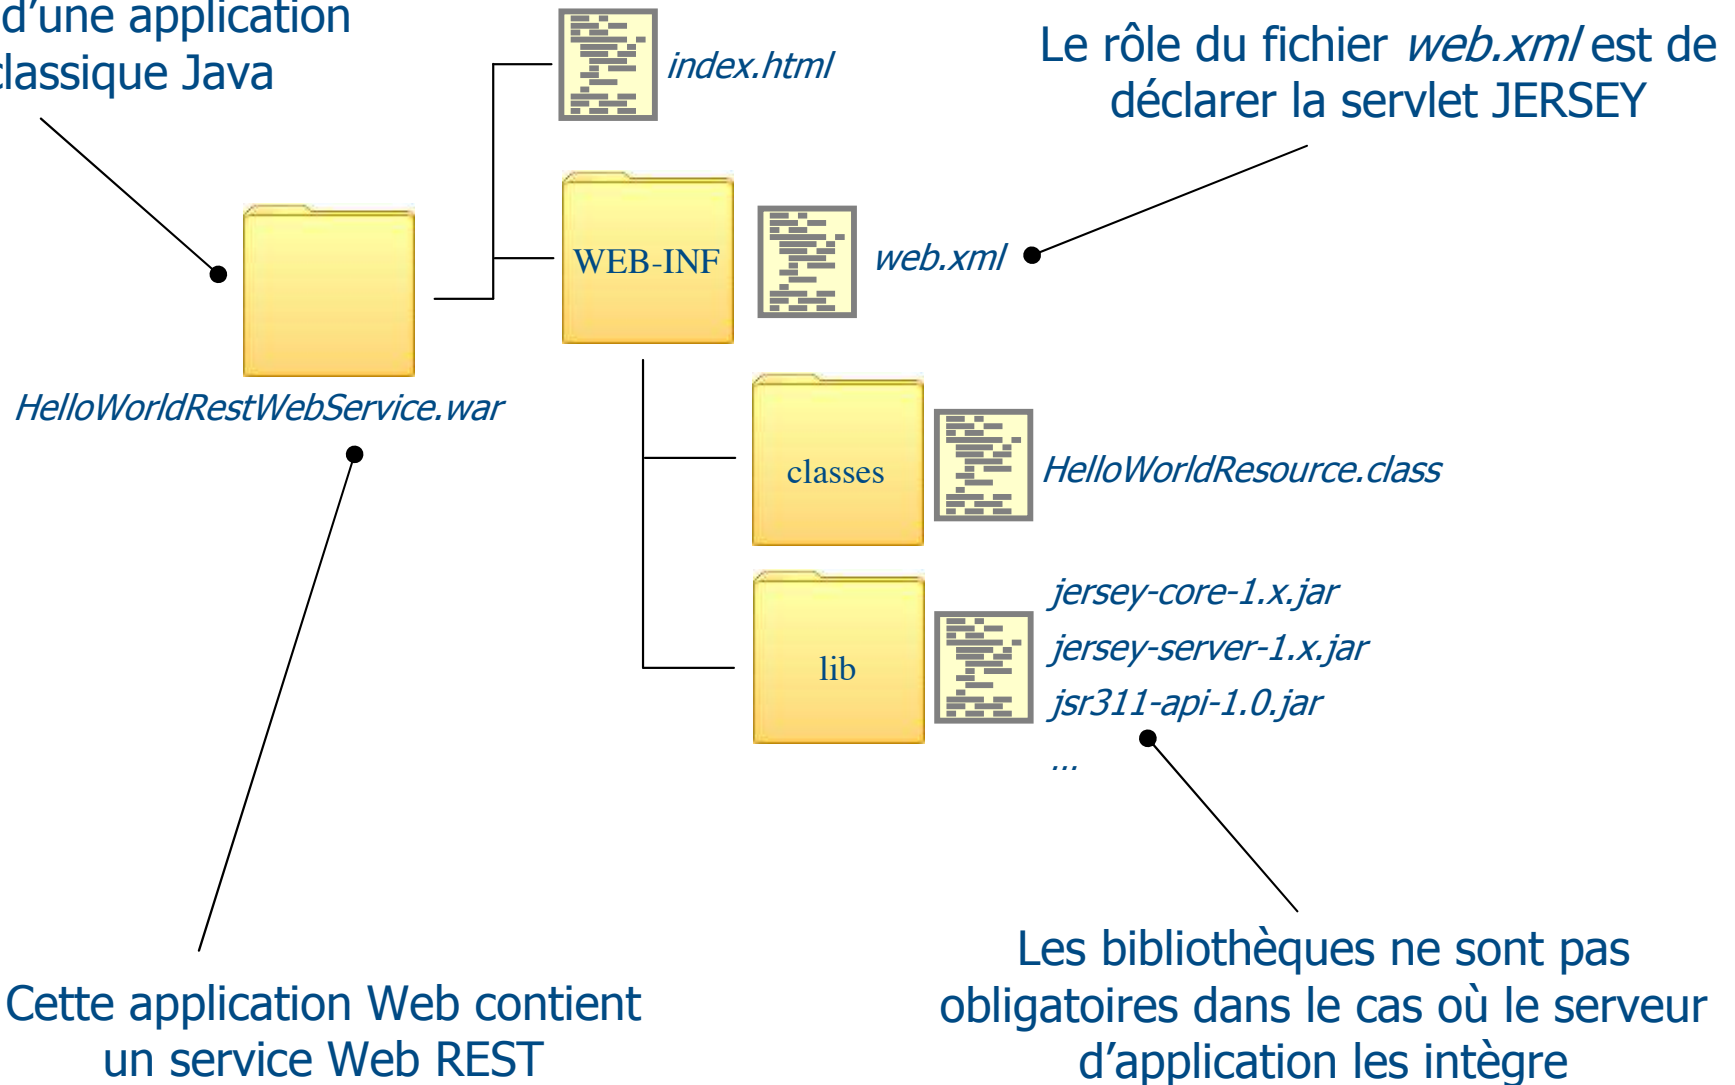 d’une application
classique Java
index.html
Le rôle du fichier web.xml est de
déclarer la servlet JERSEY
WEB-INF
web.xml
HelloWorldRestWebService.war
classes
HelloWorldResource.class
lib
jersey-core-1.x.jar
jersey-server-1.x.jar
jsr311-api-1.0.jar
…
Cette application Web contient
un service Web REST
Les bibliothèques ne sont pas
obligatoires dans le cas où le serveur
d’application les intègre